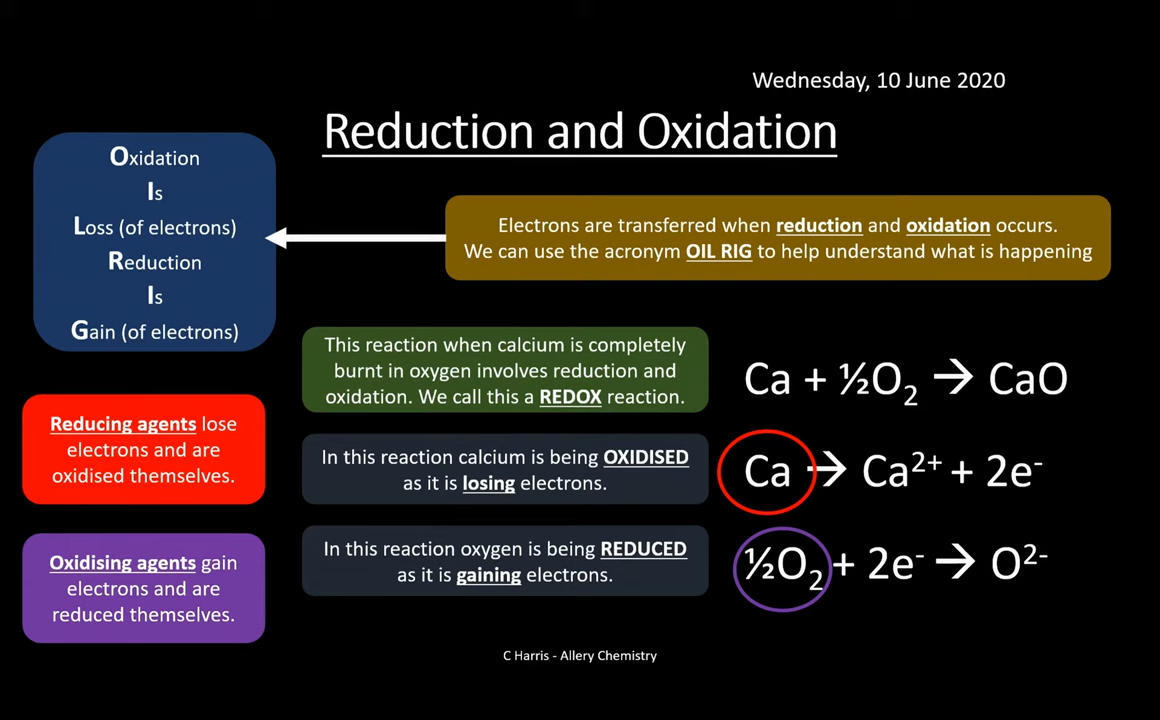 Wednesday, 10 June 2020
Reduction and Oxidation
Oxidation
Is
Loss (of electrons)
Reduction
Is
Gain (of electrons)
Electrons are transferred when reduction and oxidation occurs.
We can use the acronym OIL RIG to help understand what is happening
This reaction when calcium is completely
burnt in oxygen involves reduction and
oxidation. We call this a REDOX reaction.
Ca + ½O₂ → CaO
Reducing agents lose
electrons and are
oxidised themselves.
In this reaction calcium is being OXIDISED
as it is losing electrons.
Ca → Ca²⁺ + 2e⁻
Oxidising agents gain
electrons and are
reduced themselves.
In this reaction oxygen is being REDUCED
as it is gaining electrons.
½O₂ + 2e⁻ → O²⁻
C Harris - Allery Chemistry